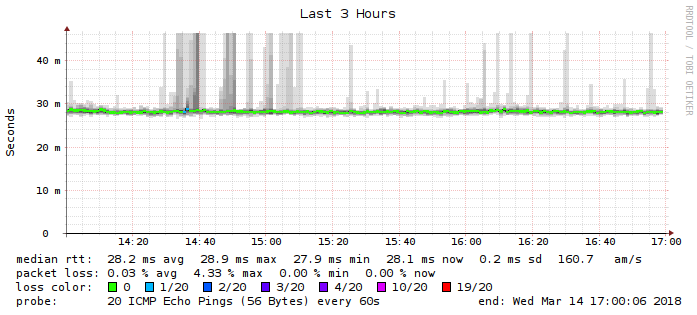 Last 3 Hours
RRDTOOL / TOBI OETIKER
Seconds
40 m
30 m
20 m
10 m
0
14:20 14:40 15:00 15:20 15:40 16:00 16:20 16:40 17:00
median rtt: 28.2 ms avg 28.9 ms max 27.9 ms min 28.1 ms now 0.2 ms sd 160.7 am/s
packet loss: 0.03 % avg 4.33 % max 0.00 % min 0.00 % now
loss color: 0 1/20 2/20 3/20 4/20 10/20 19/20
probe: 20 ICMP Echo Pings (56 Bytes) every 60s end: Wed Mar 14 17:00:06 2018